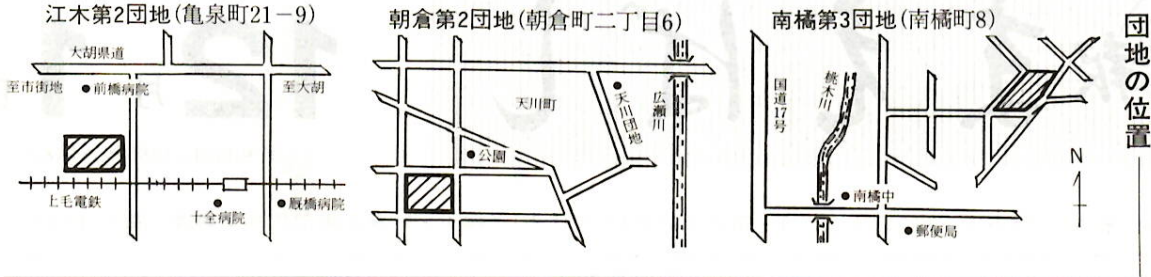 団地の位置
江木第2団地(亀泉町21－9)
大胡県道
至市街地
前橋病院
至大胡
上毛電鉄
十全病院
厩橋病院
朝倉第2団地(朝倉町二丁目6)
天川町
天川団地
広瀬川
公園
南橘第3団地(南橘町8)
国道17号
桃木川
南橘中
郵便局
N